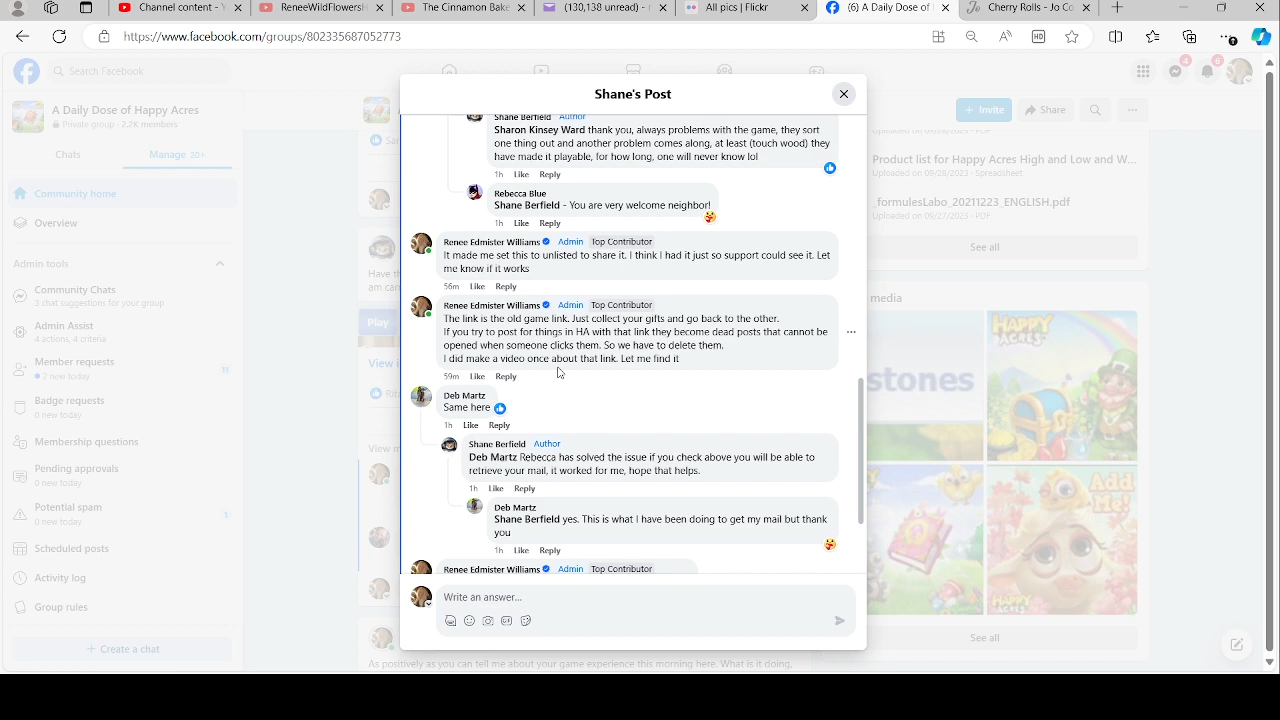 Channel content - Y
ReneeWildFlowersH
The Cinnamon Bake
(130,138 unread) - r
All pics | Flickr
(6) A Daily Dose of
Cherry Rolls - Jo Co
https://www.facebook.com/groups/802335687052773
Search Facebook
4
6
Shane's Post
A Daily Dose of Happy Acres
Private group · 2.2K members
Chats
Manage 20+
Community home
Overview
Admin tools
Community Chats
3 chat suggestions for your group
Admin Assist
4 actions, 4 criteria
Member requests
2 new today
11
Badge requests
0 new today
Membership questions
Pending approvals
0 new today
Potential spam
0 new today
1
Scheduled posts
Activity log
Group rules
+ Create a chat
Have th
am can
Play
View i
View m
As positively as you can tell me about your game experience this morning here. What is it doing,
Shane Berfield Author
Sharon Kinsey Ward thank you, always problems with the game, they sort
one thing out and another problem comes along, at least (touch wood) they
have made it playable, for how long, one will never know lol
1h Like Reply
Rebecca Blue
Shane Berfield - You are very welcome neighbor!
1h Like Reply
Renee Edmister Williams Admin Top Contributor
It made me set this to unlisted to share it. I think I had it just so support could see it. Let
me know if it works
56m Like Reply
Renee Edmister Williams Admin Top Contributor
The link is the old game link. Just collect your gifts and go back to the other.
If you try to post for things in HA with that link they become dead posts that cannot be
opened when someone clicks them. So we have to delete them.
I did make a video once about that link. Let me find it
59m Like Reply
Deb Martz
Same here
1h Like Reply
Shane Berfield Author
Deb Martz Rebecca has solved the issue if you check above you will be able to
retrieve your mail, it worked for me, hope that helps.
1h Like Reply
Deb Martz
Shane Berfield yes. This is what I have been doing to get my mail but thank
you
1h Like Reply
Renee Edmister Williams Admin Top Contributor
Write an answer...
+ Invite
Share
Product list for Happy Acres High and Low and W...
Uploaded on 09/28/2023 · Spreadsheet
_formulesLabo_20211223_ENGLISH.pdf
Uploaded on 09/27/2023 · PDF
See all
media
stones
HAPPY
ACRES
Add
Me!
HAPPY
ACRES
See all